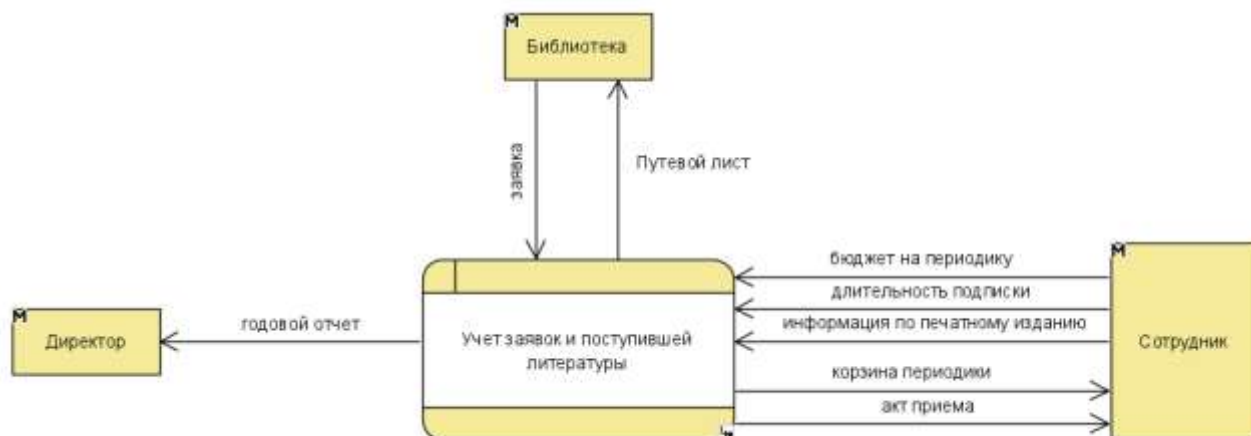 M
Библиотека
заявка
Путевой лист
M
бюджет на периодику
длительность подписки
M
годовой отчет
информация по печатному изданию
Директор
Учет заявок и поступившей
литературы
Сотрудник
корзина периодики
акт приема